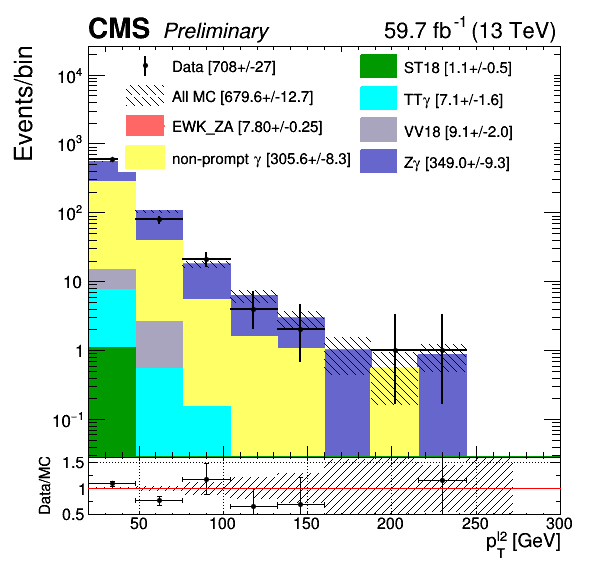 CMS Preliminary 59.7 fb⁻¹ (13 TeV)
Events/bin
Data [708+/-27]
All MC [679.6+/-12.7]
EWK_ZA [7.80+/-0.25]
non-prompt γ [305.6+/-8.3]
ST18 [1.1+/-0.5]
TTγ [7.1+/-1.6]
VV18 [9.1+/-2.0]
Zγ [349.0+/-9.3]
10⁴
10³
10²
10
1
10⁻¹
Data/MC
1.5
1
0.5
50 100 150 200 250 300
p_T^l2 [GeV]